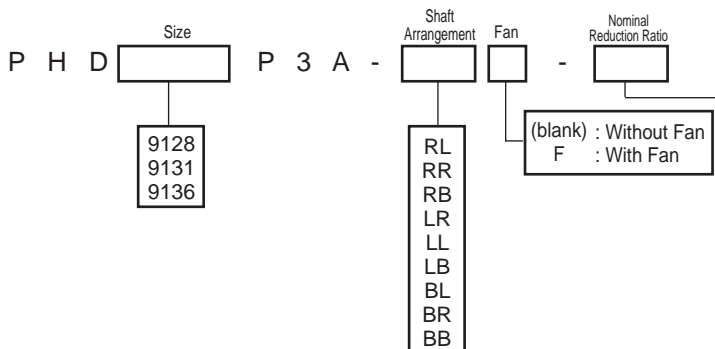 Size
Shaft
Arrangement
Fan
Nominal
Reduction Ratio
P H D P 3 A - -
9128
9131
9136
RL
RR
RB
LR
LL
LB
BL
BR
BB
(blank) : Without Fan
F : With Fan